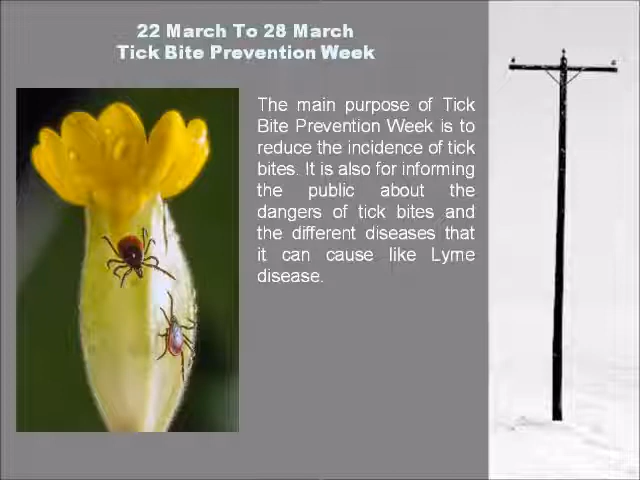 22 March To 28 March
Tick Bite Prevention Week
The main purpose of Tick
Bite Prevention Week is to
reduce the incidence of tick
bites. It is also for informing
the public about the
dangers of tick bites and
the different diseases that
it can cause like Lyme
disease.